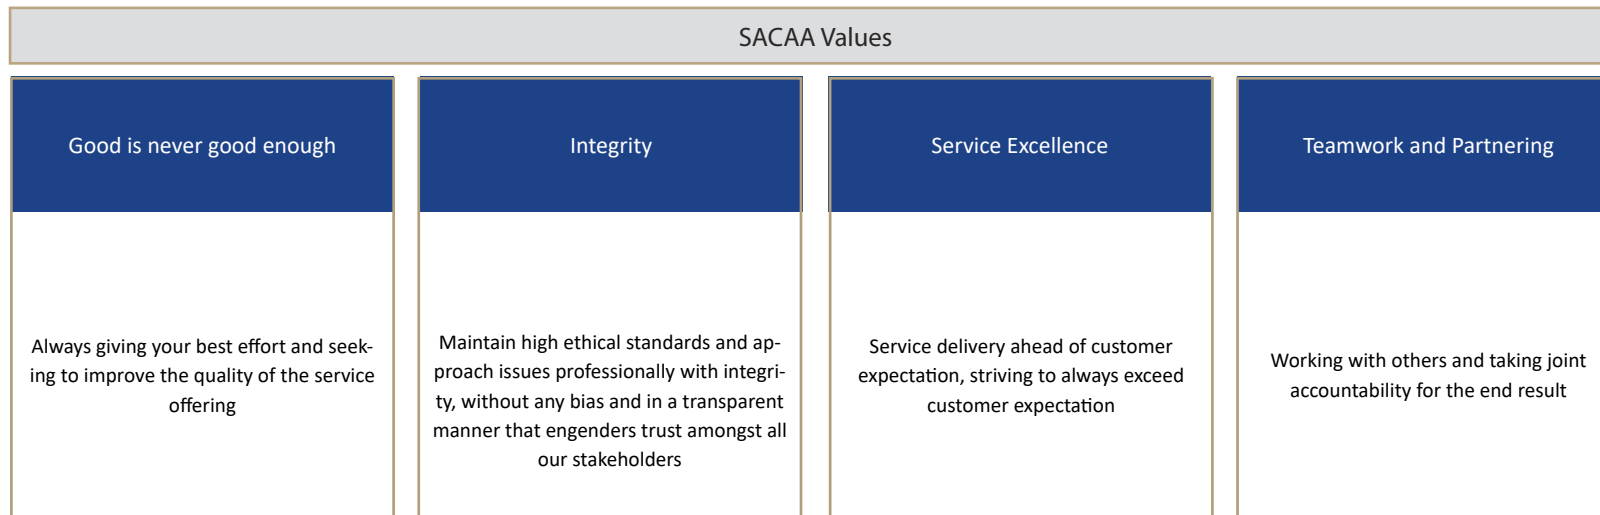 SACAA Values
Good is never good enough
Always giving your best effort and seek-
ing to improve the quality of the service
offering
Integrity
Maintain high ethical standards and ap-
proach issues professionally with integri-
ty, without any bias and in a transparent
manner that engenders trust amongst all
our stakeholders
Service Excellence
Service delivery ahead of customer
expectation, striving to always exceed
customer expectation
Teamwork and Partnering
Working with others and taking joint
accountability for the end result